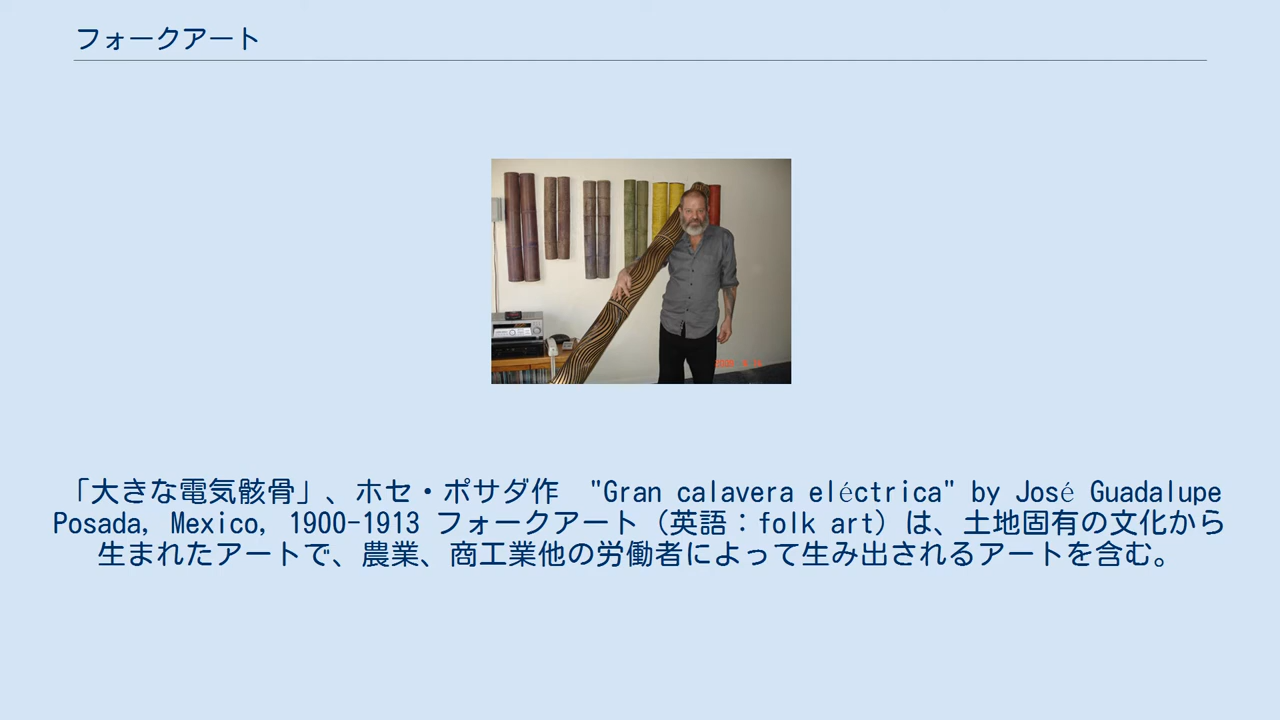 フォークアート
「大きな電気骸骨」、ホセ・ポサダ作　"Gran calavera eléctrica" by José Guadalupe
Posada, Mexico, 1900-1913 フォークアート（英語：folk art）は、土地固有の文化から
生まれたアートで、農業、商工業他の労働者によって生み出されるアートを含む。